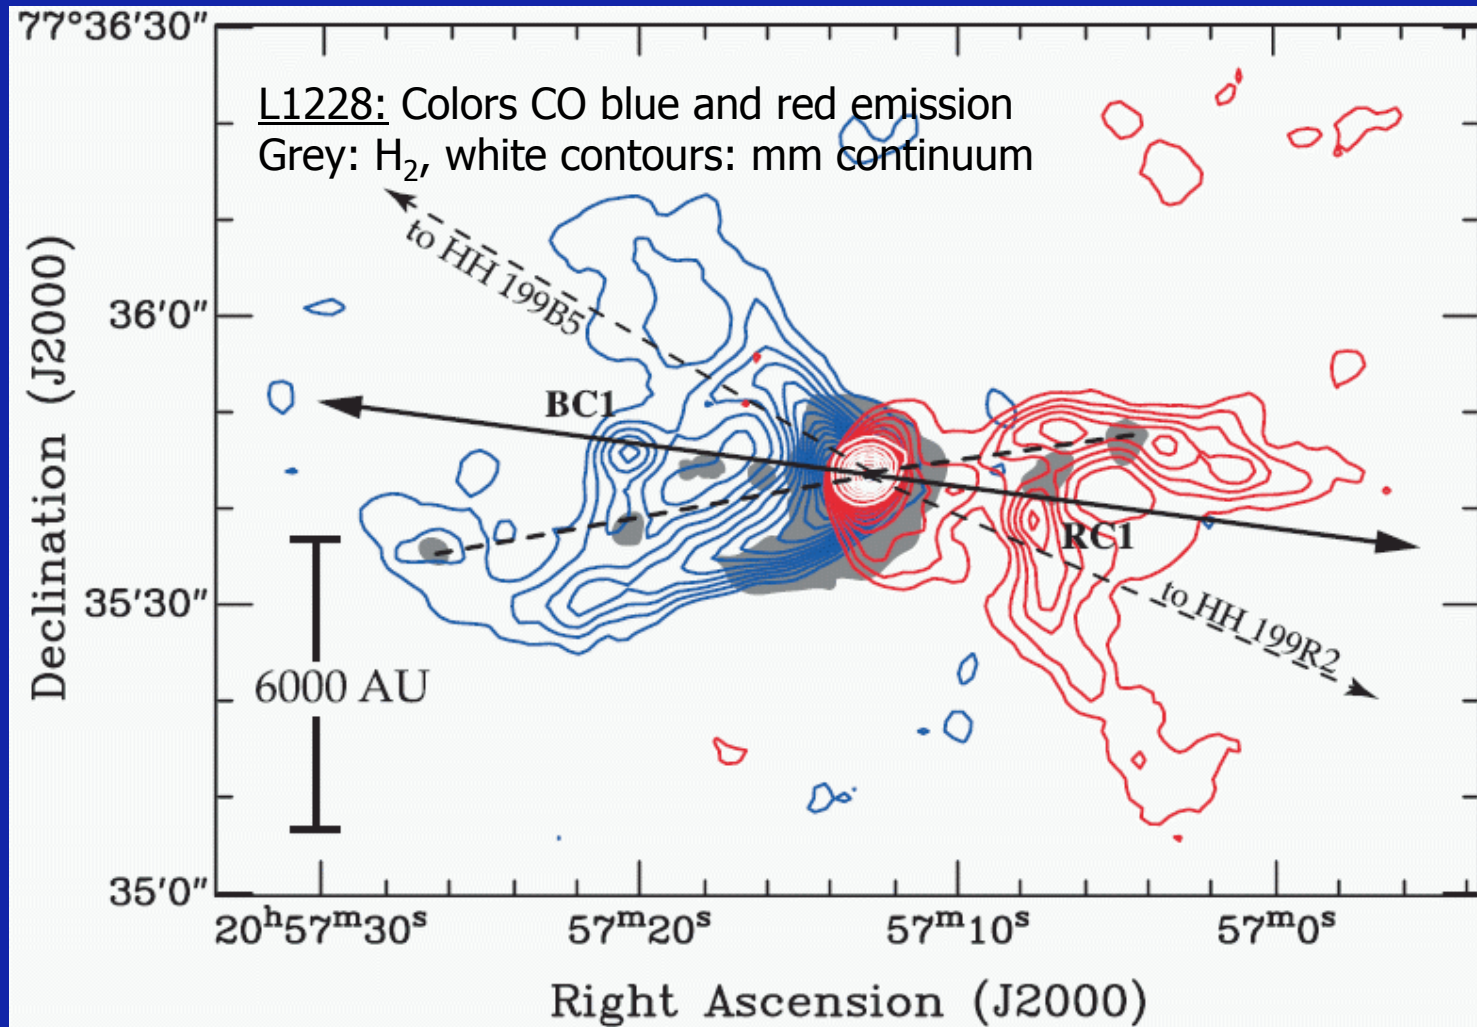 77°36′30″
L1228: Colors CO blue and red emission
Grey: H₂, white contours: mm continuum
to HH 199B5
36′0″
BC1
Declination (J2000)
RC1
35′30″
to HH 199R2
6000 AU
35′0″
20ʰ57ᵐ30ˢ 57ᵐ20ˢ 57ᵐ10ˢ 57ᵐ0ˢ
Right Ascension (J2000)